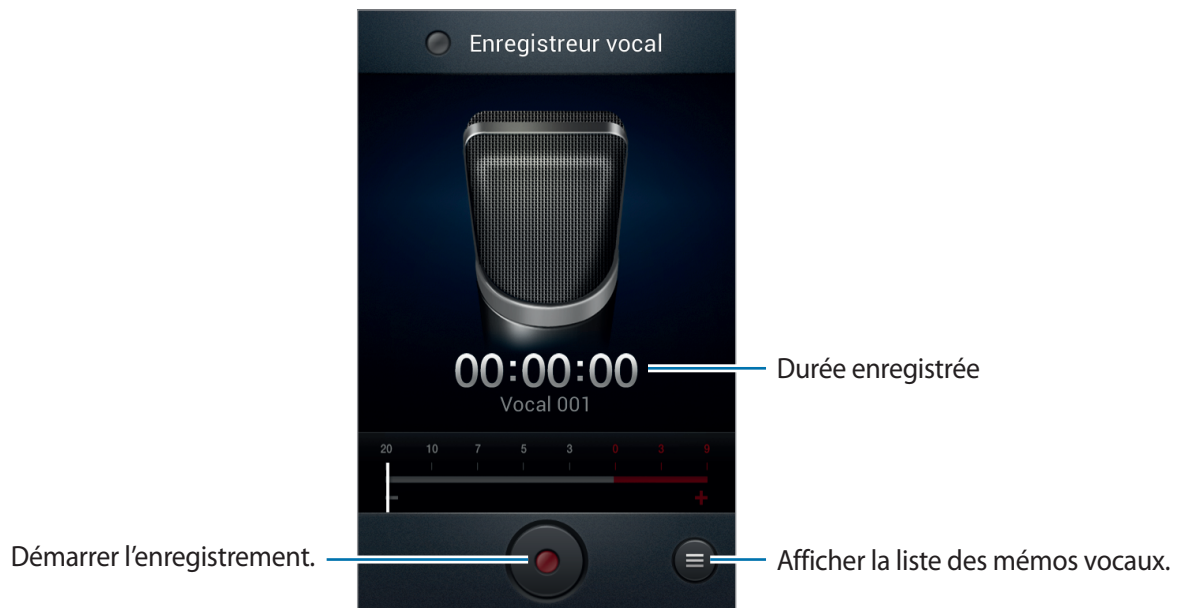 Enregistreur vocal
00:00:00
Durée enregistrée
Vocal 001
20 10 7 5 3 0 3 9
- +
Démarrer l'enregistrement.
Afficher la liste des mémos vocaux.